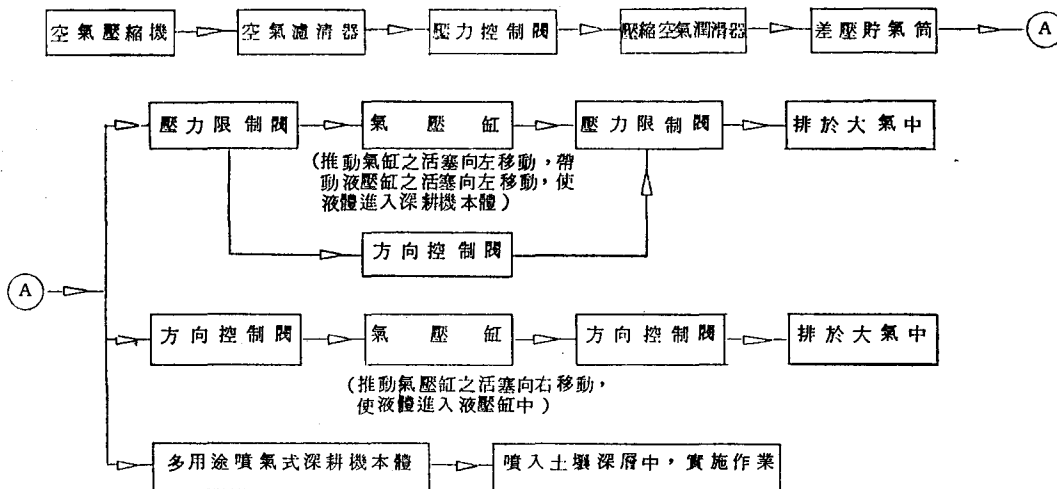 空氣壓縮機
空氣濾清器
壓力控制閥
壓縮空氣潤滑器
差壓貯氣筒
A
壓力限制閥
氣壓缸
壓力限制閥
排於大氣中
(推動氣缸之活塞向左移動，帶
動液壓缸之活塞向左移動，使
液體進入深耕機本體)
方向控制閥
A
方向控制閥
氣壓缸
方向控制閥
排於大氣中
(推動氣壓缸之活塞向右移動，
使液體進入液壓缸中)
多用途噴氣式深耕機本體
噴入土壤深層中，實施作業